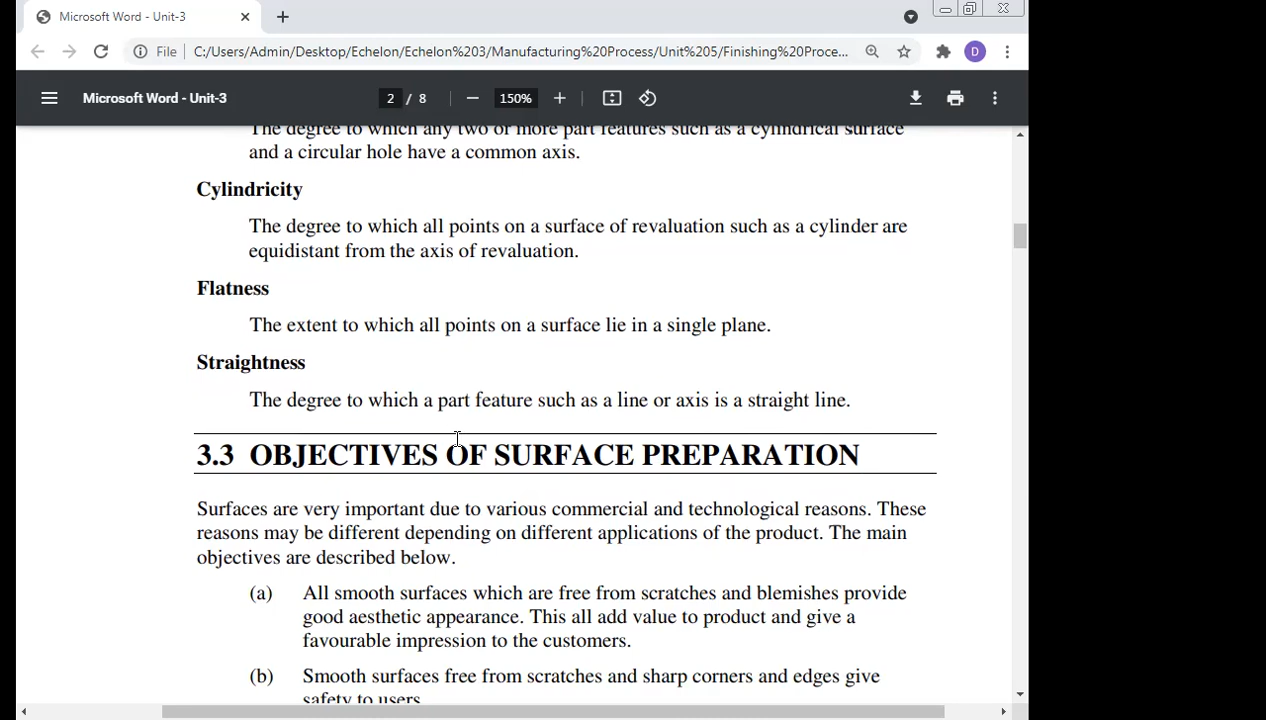 Microsoft Word - Unit-3
File C:/Users/Admin/Desktop/Echelon/Echelon%203/Manufacturing%20Process/Unit%205/Finishing%20Proce...
D
Microsoft Word - Unit-3 2 / 8 150%
The degree to which any two or more part features such as a cylindrical surface
and a circular hole have a common axis.
Cylindricity
The degree to which all points on a surface of revaluation such as a cylinder are
equidistant from the axis of revaluation.
Flatness
The extent to which all points on a surface lie in a single plane.
Straightness
The degree to which a part feature such as a line or axis is a straight line.
3.3 OBJECTIVES OF SURFACE PREPARATION
Surfaces are very important due to various commercial and technological reasons. These
reasons may be different depending on different applications of the product. The main
objectives are described below.
(a) All smooth surfaces which are free from scratches and blemishes provide
good aesthetic appearance. This all add value to product and give a
favourable impression to the customers.
(b) Smooth surfaces free from scratches and sharp corners and edges give
safety to users.